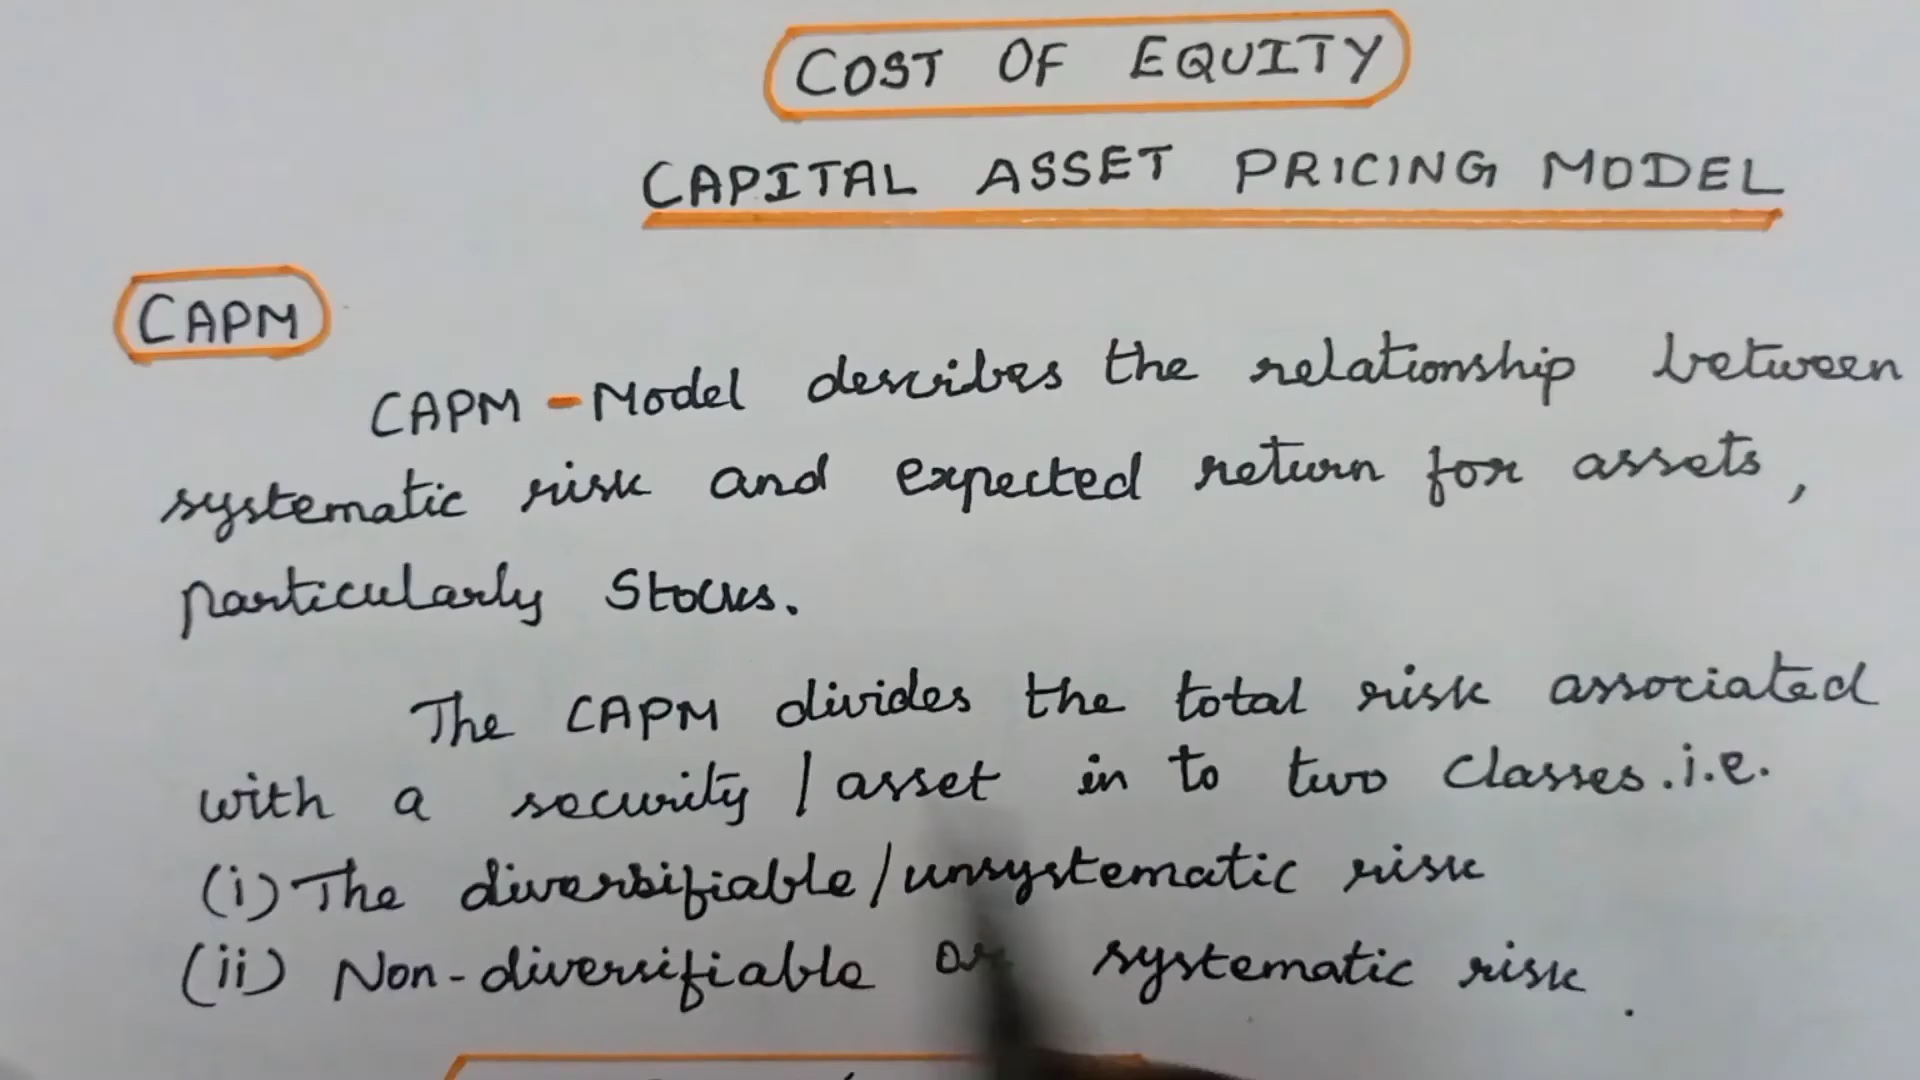 COST OF EQUITY
CAPITAL ASSET PRICING MODEL
CAPM
CAPM - Model describes the relationship between
systematic risk and expected return for assets,
particularly Stocks.
The CAPM divides the total risk associated
with a security / asset in to two classes. i.e.
(i) The diversifiable / unsystematic risk
(ii) Non-diversifiable or systematic risk.